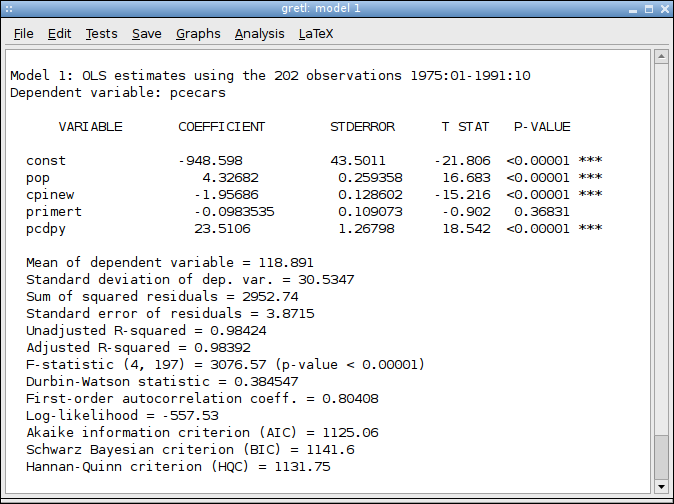 gretl: model 1
File Edit Tests Save Graphs Analysis LaTeX
Model 1: OLS estimates using the 202 observations 1975:01-1991:10
Dependent variable: pcecars
VARIABLE COEFFICIENT STDERROR T STAT P-VALUE
const -948.598 43.5011 -21.806 <0.00001 ***
pop 4.32682 0.259358 16.683 <0.00001 ***
cpinew -1.95686 0.128602 -15.216 <0.00001 ***
primert -0.0983535 0.109073 -0.902 0.36831
pcdpy 23.5106 1.26798 18.542 <0.00001 ***
Mean of dependent variable = 118.891
Standard deviation of dep. var. = 30.5347
Sum of squared residuals = 2952.74
Standard error of residuals = 3.8715
Unadjusted R-squared = 0.98424
Adjusted R-squared = 0.98392
F-statistic (4, 197) = 3076.57 (p-value < 0.00001)
Durbin-Watson statistic = 0.384547
First-order autocorrelation coeff. = 0.80408
Log-likelihood = -557.53
Akaike information criterion (AIC) = 1125.06
Schwarz Bayesian criterion (BIC) = 1141.6
Hannan-Quinn criterion (HQC) = 1131.75